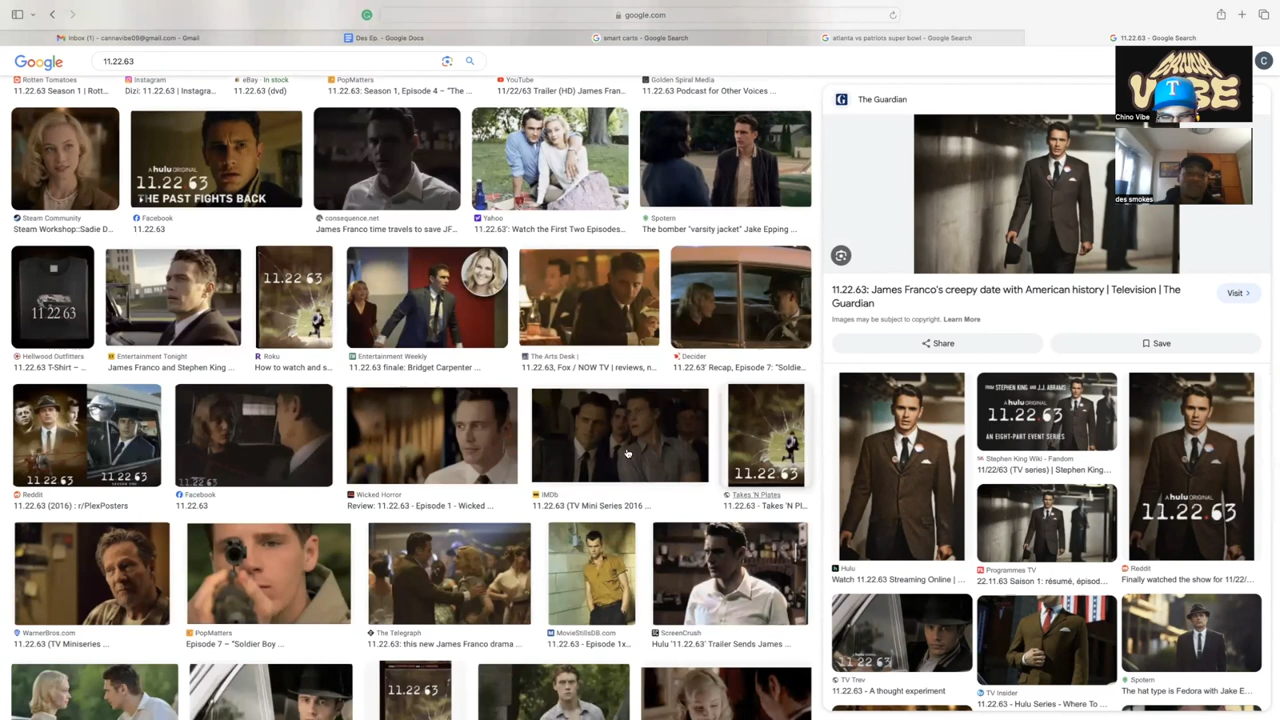 google.com
Inbox (1) - cannavibe09@gmail.com - Gmail
Des Ep. - Google Docs
smart carts - Google Search
atlanta vs patriots super bowl - Google Search
11.22.63 - Google Search
Google
11.22.63
C
CANNA
VIBE
T
Chino Vibe
des smokes
Rotten Tomatoes
Instagram
eBay · In stock
PopMatters
YouTube
Golden Spiral Media
11.22.63 Season 1 | Rott...
Dizi: 11.22.63 | Instagra...
11.22.63 (dvd)
11.22.63: Season 1, Episode 4 – "The ...
11/22/63 Trailer (HD) James Fran...
11.22.63 Podcast for Other Voices ...
a hulu ORIGINAL
11.22.63
THE PAST FIGHTS BACK
Steam Community
Facebook
consequence.net
Yahoo
Spotern
Steam Workshop::Sadie D...
11.22.63
James Franco time travels to save JF...
11.22.63': Watch the First Two Episodes...
The bomber "varsity jacket" Jake Epping ...
11.22.63
11.22.63
Hellwood Outfitters
Entertainment Tonight
Roku
Entertainment Weekly
The Arts Desk |
Decider
11.22.63 T-Shirt – ...
James Franco and Stephen King ...
How to watch and s...
11.22.63 finale: Bridget Carpenter ...
11.22.63, Fox / NOW TV | reviews, n...
11.22.63' Recap, Episode 7: "Soldie...
11.22.63
11.22.63
11.22.63
Reddit
Facebook
Wicked Horror
IMDb
Takes 'N Plates
11.22.63 (2016) : r/PlexPosters
11.22.63
Review: 11.22.63 - Episode 1 - Wicked ...
11.22.63 (TV Mini Series 2016 ...
11.22.63 - Takes 'N Pl...
WarnerBros.com
PopMatters
The Telegraph
MovieStillsDB.com
ScreenCrush
11.22.63 (TV Miniseries ...
Episode 7 – "Soldier Boy ...
11.22.63: this new James Franco drama ...
11.22.63 - Episode 1x...
Hulu '11.22.63' Trailer Sends James ...
11.22.63
The Guardian
11.22.63: James Franco's creepy date with American history | Television | The
Guardian
Visit >
Images may be subject to copyright. Learn More
Share
Save
FROM STEPHEN KING AND J.J. ABRAMS
a hulu ORIGINAL
11.22.63
AN EIGHT-PART EVENT SERIES
Stephen King Wiki - Fandom
11/22/63 (TV series) | Stephen King...
a hulu ORIGINAL
11.22.63
Hulu
Programmes TV
Reddit
Watch 11.22.63 Streaming Online | ...
22.11.63 Saison 1: résumé, épisod...
Finally watched the show for 11/22/...
11.22.63
TV Trev
TV Insider
Spotern
11.22.63 - A thought experiment
11.22.63 - Hulu Series - Where To ...
The hat type is Fedora with Jake E...